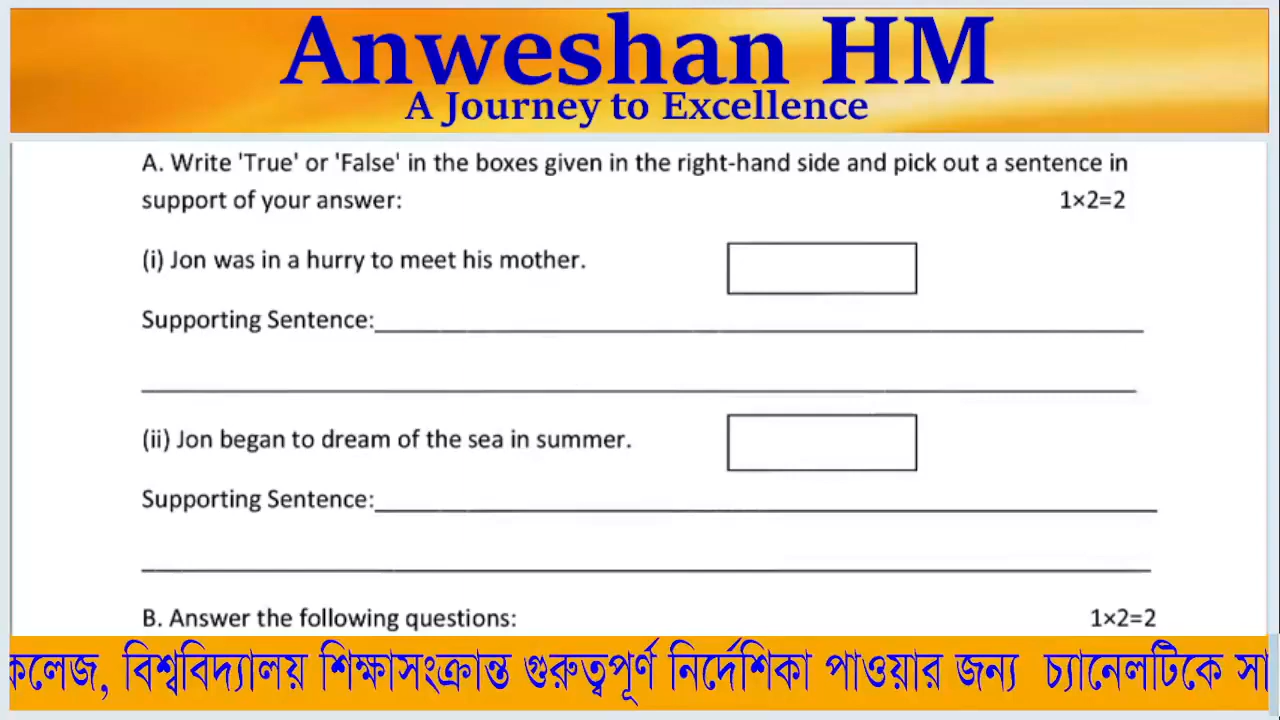 Anweshan HM
A Journey to Excellence
A. Write 'True' or 'False' in the boxes given in the right-hand side and pick out a sentence in
support of your answer: 1×2=2
(i) Jon was in a hurry to meet his mother.
Supporting Sentence:
(ii) Jon began to dream of the sea in summer.
Supporting Sentence:
B. Answer the following questions: 1×2=2
কলেজ, বিশ্ববিদ্যালয় শিক্ষাসংক্রান্ত গুরুত্বপূর্ণ নির্দেশিকা পাওয়ার জন্য চ্যানেলটিকে সা